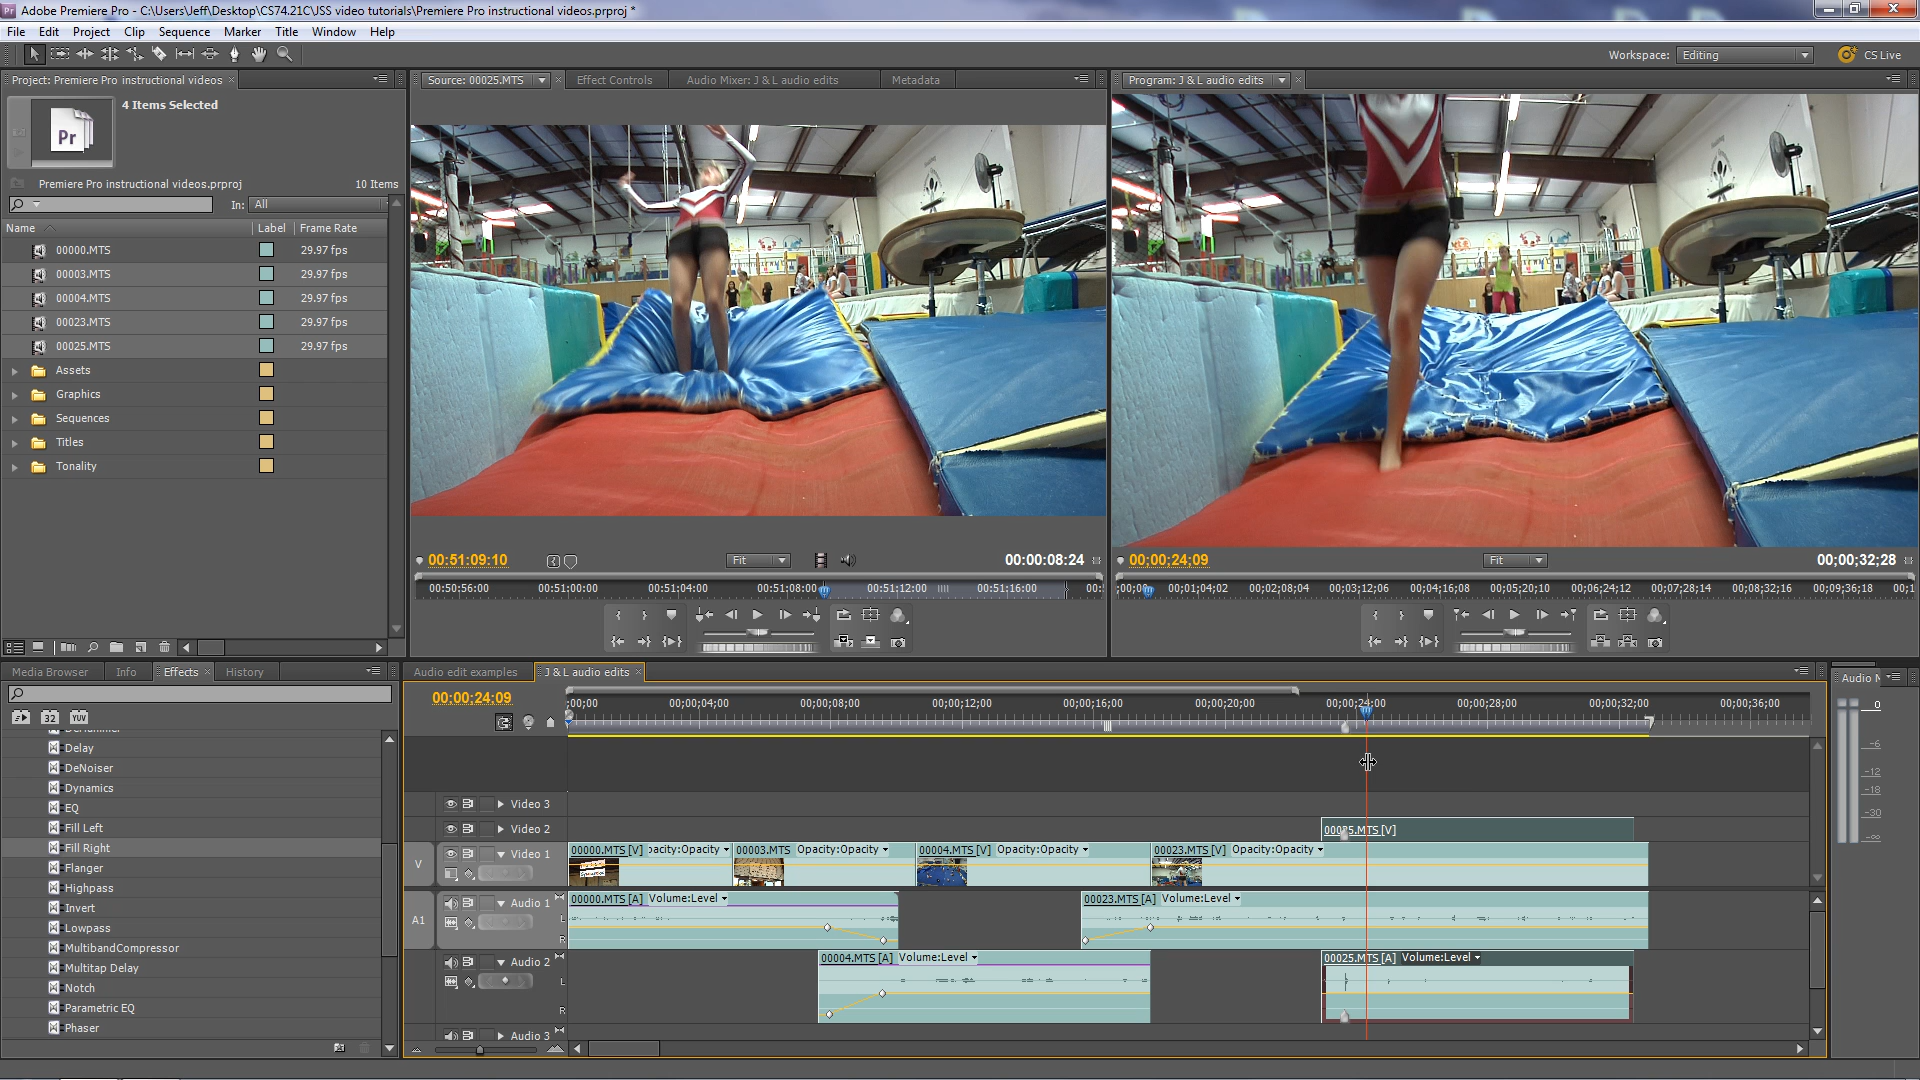 Adobe Premiere Pro - C:\Users\Jeff\Desktop\CS74.21C\JSS video tutorials\Premiere Pro instructional videos.prproj *
File Edit Project Clip Sequence Marker Title Window Help
Workspace: Editing CS Live
Project: Premiere Pro instructional videos
4 Items Selected
Pr
Premiere Pro instructional videos.prproj 10 Items
In: All
Name Label Frame Rate
00000.MTS 29.97 fps
00003.MTS 29.97 fps
00004.MTS 29.97 fps
00023.MTS 29.97 fps
00025.MTS 29.97 fps
Assets
Graphics
Sequences
Titles
Tonality
Source: 00025.MTS Effect Controls Audio Mixer: J & L audio edits Metadata
00:51:09:10 Fit 00:00:08:24
00:50:56:00 00:51:00:00 00:51:04:00 00:51:08:00 00:51:12:00 00:51:16:00 00:
Program: J & L audio edits
00;00;24;09 Fit 00;00;32;28
;00;00 00;01;04;02 00;02;08;04 00;03;12;06 00;04;16;08 00;05;20;10 00;06;24;12 00;07;28;14 00;08;32;16 00;09;36;18 00;1
Media Browser Info Effects History
32 YUV
Delay
DeNoiser
Dynamics
EQ
Fill Left
Fill Right
Flanger
Highpass
Invert
Lowpass
MultibandCompressor
Multitap Delay
Notch
Parametric EQ
Phaser
Audio edit examples J & L audio edits
00;00;24;09
;00;00 00;00;04;00 00;00;08;00 00;00;12;00 00;00;16;00 00;00;20;00 00;00;24;00 00;00;28;00 00;00;32;00 00;00;36;00
Video 3
Video 2 00025.MTS [V]
V Video 1 00000.MTS [V] pacity:Opacity 00003.MTS Opacity:Opacity 00004.MTS [V] Opacity:Opacity 00023.MTS [V] Opacity:Opacity
A1 Audio 1 L R 00000.MTS [A] Volume:Level 00023.MTS [A] Volume:Level
Audio 2 L R 00004.MTS [A] Volume:Level 00025.MTS [A] Volume:Level
Audio 3
Audio M
0
-6
-12
-18
-30
-∞